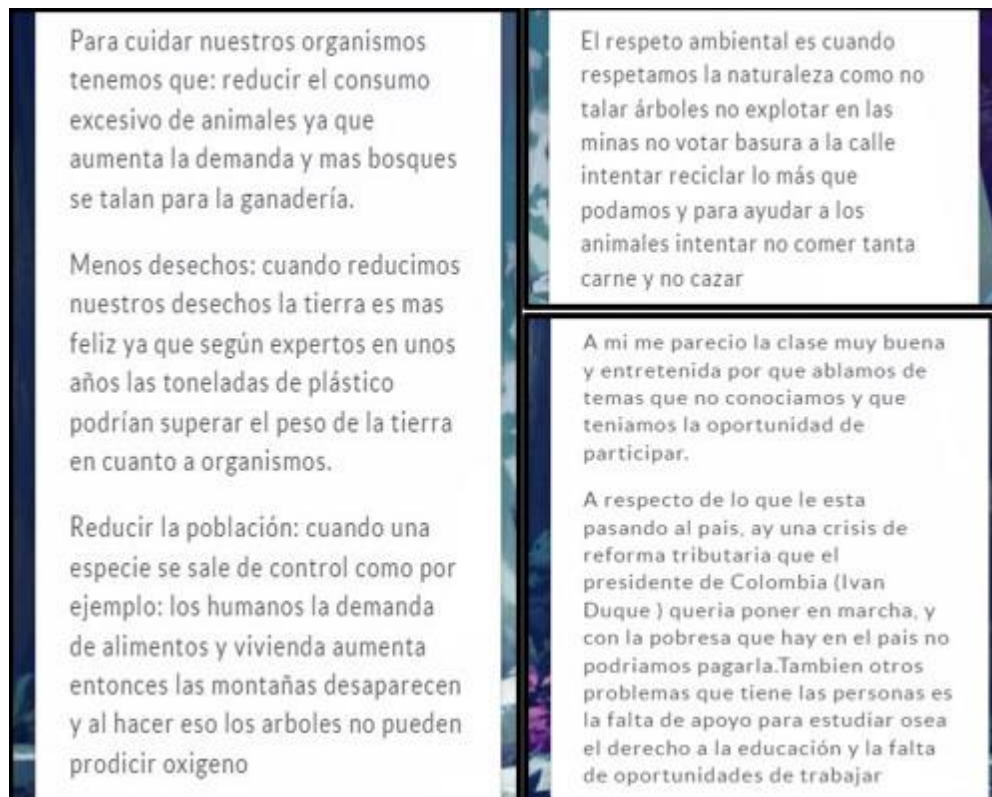 Para cuidar nuestros organismos
tenemos que: reducir el consumo
excesivo de animales ya que
aumenta la demanda y mas bosques
se talan para la ganadería.
Menos desechos: cuando reducimos
nuestros desechos la tierra es mas
feliz ya que según expertos en unos
años las toneladas de plástico
podrían superar el peso de la tierra
en cuanto a organismos.
Reducir la población: cuando una
especie se sale de control como por
ejemplo: los humanos la demanda
de alimentos y vivienda aumenta
entonces las montañas desaparecen
y al hacer eso los arboles no pueden
prodicir oxigeno
El respeto ambiental es cuando
respetamos la naturaleza como no
talar árboles no explotar en las
minas no votar basura a la calle
intentar reciclar lo más que
podamos y para ayudar a los
animales intentar no comer tanta
carne y no cazar
A mi me parecio la clase muy buena
y entretenida por que ablamos de
temas que no conociamos y que
teniamos la oportunidad de
participar.
A respecto de lo que le esta
pasando al pais, ay una crisis de
reforma tributaria que el
presidente de Colombia (Ivan
Duque ) queria poner en marcha, y
con la pobresa que hay en el pais no
podriamos pagarla.Tambien otros
problemas que tiene las personas es
la falta de apoyo para estudiar osea
el derecho a la educación y la falta
de oportunidades de trabajar